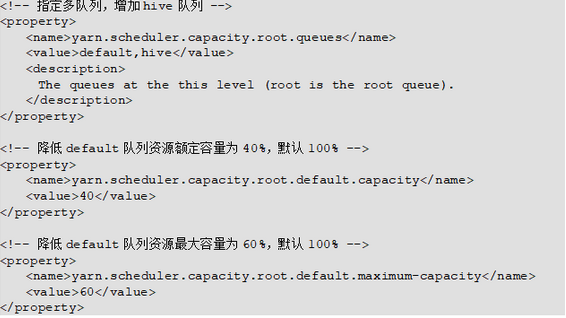 <!-- 指定多队列，增加 hive 队列 -->
<property>
<name>yarn.scheduler.capacity.root.queues</name>
<value>default,hive</value>
<description>
The queues at the this level (root is the root queue).
</description>
</property>
<!-- 降低 default 队列资源额定容量为 40%，默认 100% -->
<property>
<name>yarn.scheduler.capacity.root.default.capacity</name>
<value>40</value>
</property>
<!-- 降低 default 队列资源最大容量为 60%，默认 100% -->
<property>
<name>yarn.scheduler.capacity.root.default.maximum-capacity</name>
<value>60</value>
</property>